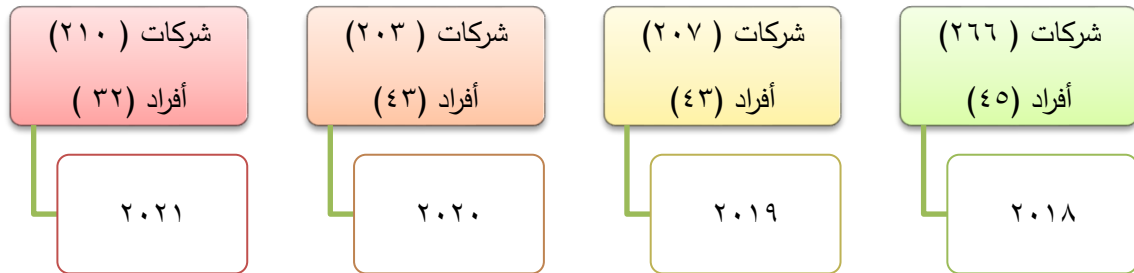 شركات ( ٢٦٦)
أفراد (٤٥)
٢٠١٨
شركات ( ٢٠٧)
أفراد (٤٣)
٢٠١٩
شركات ( ٢٠٣)
أفراد (٤٣)
٢٠٢٠
شركات ( ٢١٠)
أفراد (٣٢ )
٢٠٢١